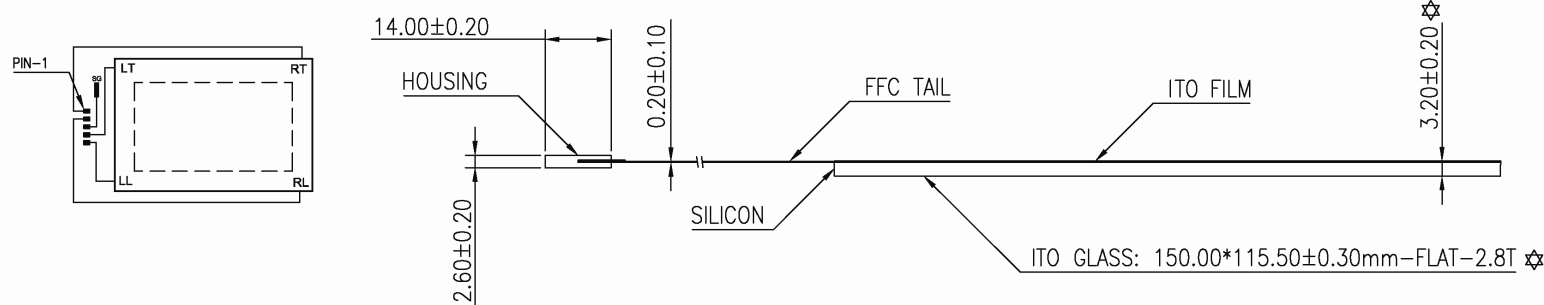 PIN-1
SG
LT
RT
LL
RL
14.00±0.20
HOUSING
2.60±0.20
0.20±0.10
FFC TAIL
ITO FILM
3.20±0.20 ✡
SILICON
ITO GLASS: 150.00*115.50±0.30mm-FLAT-2.8T ✡